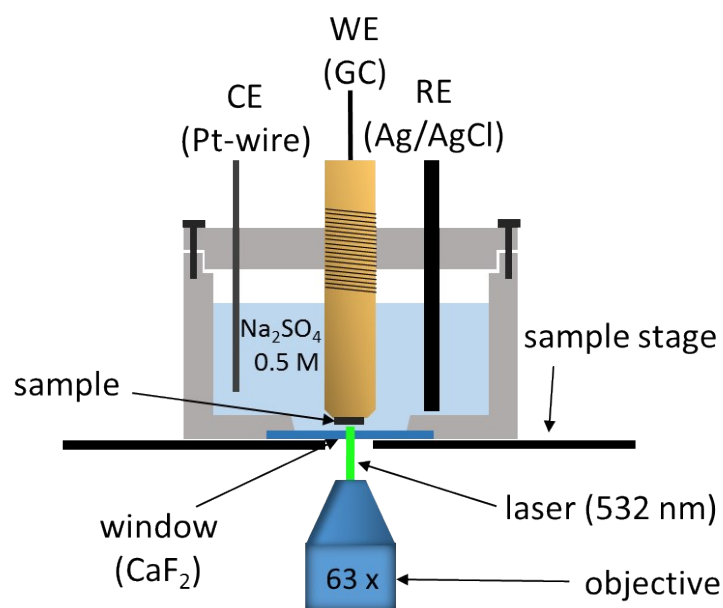 WE
(GC)
CE
(Pt-wire)
RE
(Ag/AgCl)
Na₂SO₄
0.5 M
sample stage
sample
window
(CaF₂)
laser (532 nm)
63 x
objective